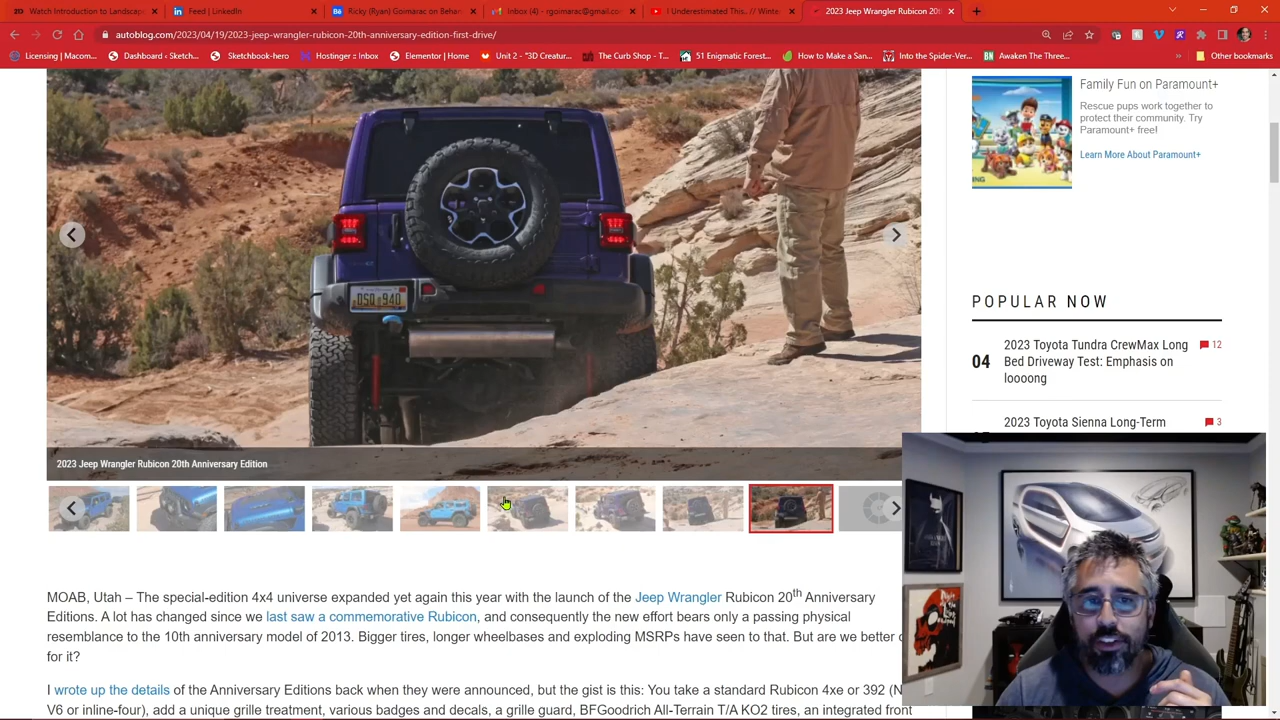 Watch Introduction to Landscap
Feed | LinkedIn
Ricky (Ryan) Goimarac on Behan
Inbox (4) - rgoimarac@gmail.co
I Underestimated This.. // Winte
2023 Jeep Wrangler Rubicon 20t
autoblog.com/2023/04/19/2023-jeep-wrangler-rubicon-20th-anniversary-edition-first-drive/
Licensing | Macom...
Dashboard ‹ Sketch...
Sketchbook-hero
Hostinger :: Inbox
Elementor | Home
Unit 2 - "3D Creatur...
The Curb Shop - T...
51 Enigmatic Forest...
How to Make a San...
Into the Spider-Ver...
Awaken The Three...
Other bookmarks
Family Fun on Paramount+
Rescue pups work together to
protect their community. Try
Paramount+ free!
Learn More About Paramount+
DSQ 940
POPULAR NOW
04
2023 Toyota Tundra CrewMax Long
Bed Driveway Test: Emphasis on
loooong
12
2023 Toyota Sienna Long-Term
3
2023 Jeep Wrangler Rubicon 20th Anniversary Edition
MOAB, Utah – The special-edition 4x4 universe expanded yet again this year with the launch of the Jeep Wrangler Rubicon 20th Anniversary
Editions. A lot has changed since we last saw a commemorative Rubicon, and consequently the new effort bears only a passing physical
resemblance to the 10th anniversary model of 2013. Bigger tires, longer wheelbases and exploding MSRPs have seen to that. But are we better
for it?
I wrote up the details of the Anniversary Editions back when they were announced, but the gist is this: You take a standard Rubicon 4xe or 392 (N
V6 or inline-four), add a unique grille treatment, various badges and decals, a grille guard, BFGoodrich All-Terrain T/A KO2 tires, an integrated front